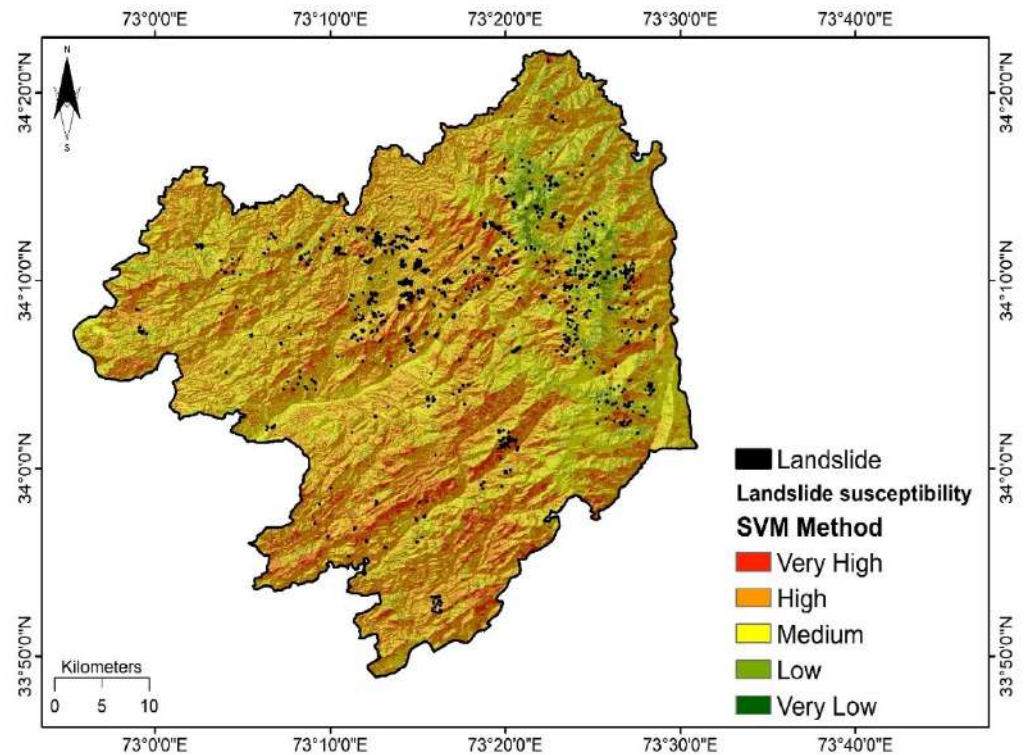 73°0'0"E 73°10'0"E 73°20'0"E 73°30'0"E 73°40'0"E
N
S
34°20'0"N 34°20'0"N
34°10'0"N 34°10'0"N
34°0'0"N 34°0'0"N
33°50'0"N 33°50'0"N
Landslide
Landslide susceptibility
SVM Method
Very High
High
Medium
Low
Very Low
Kilometers
0 5 10
73°0'0"E 73°10'0"E 73°20'0"E 73°30'0"E 73°40'0"E